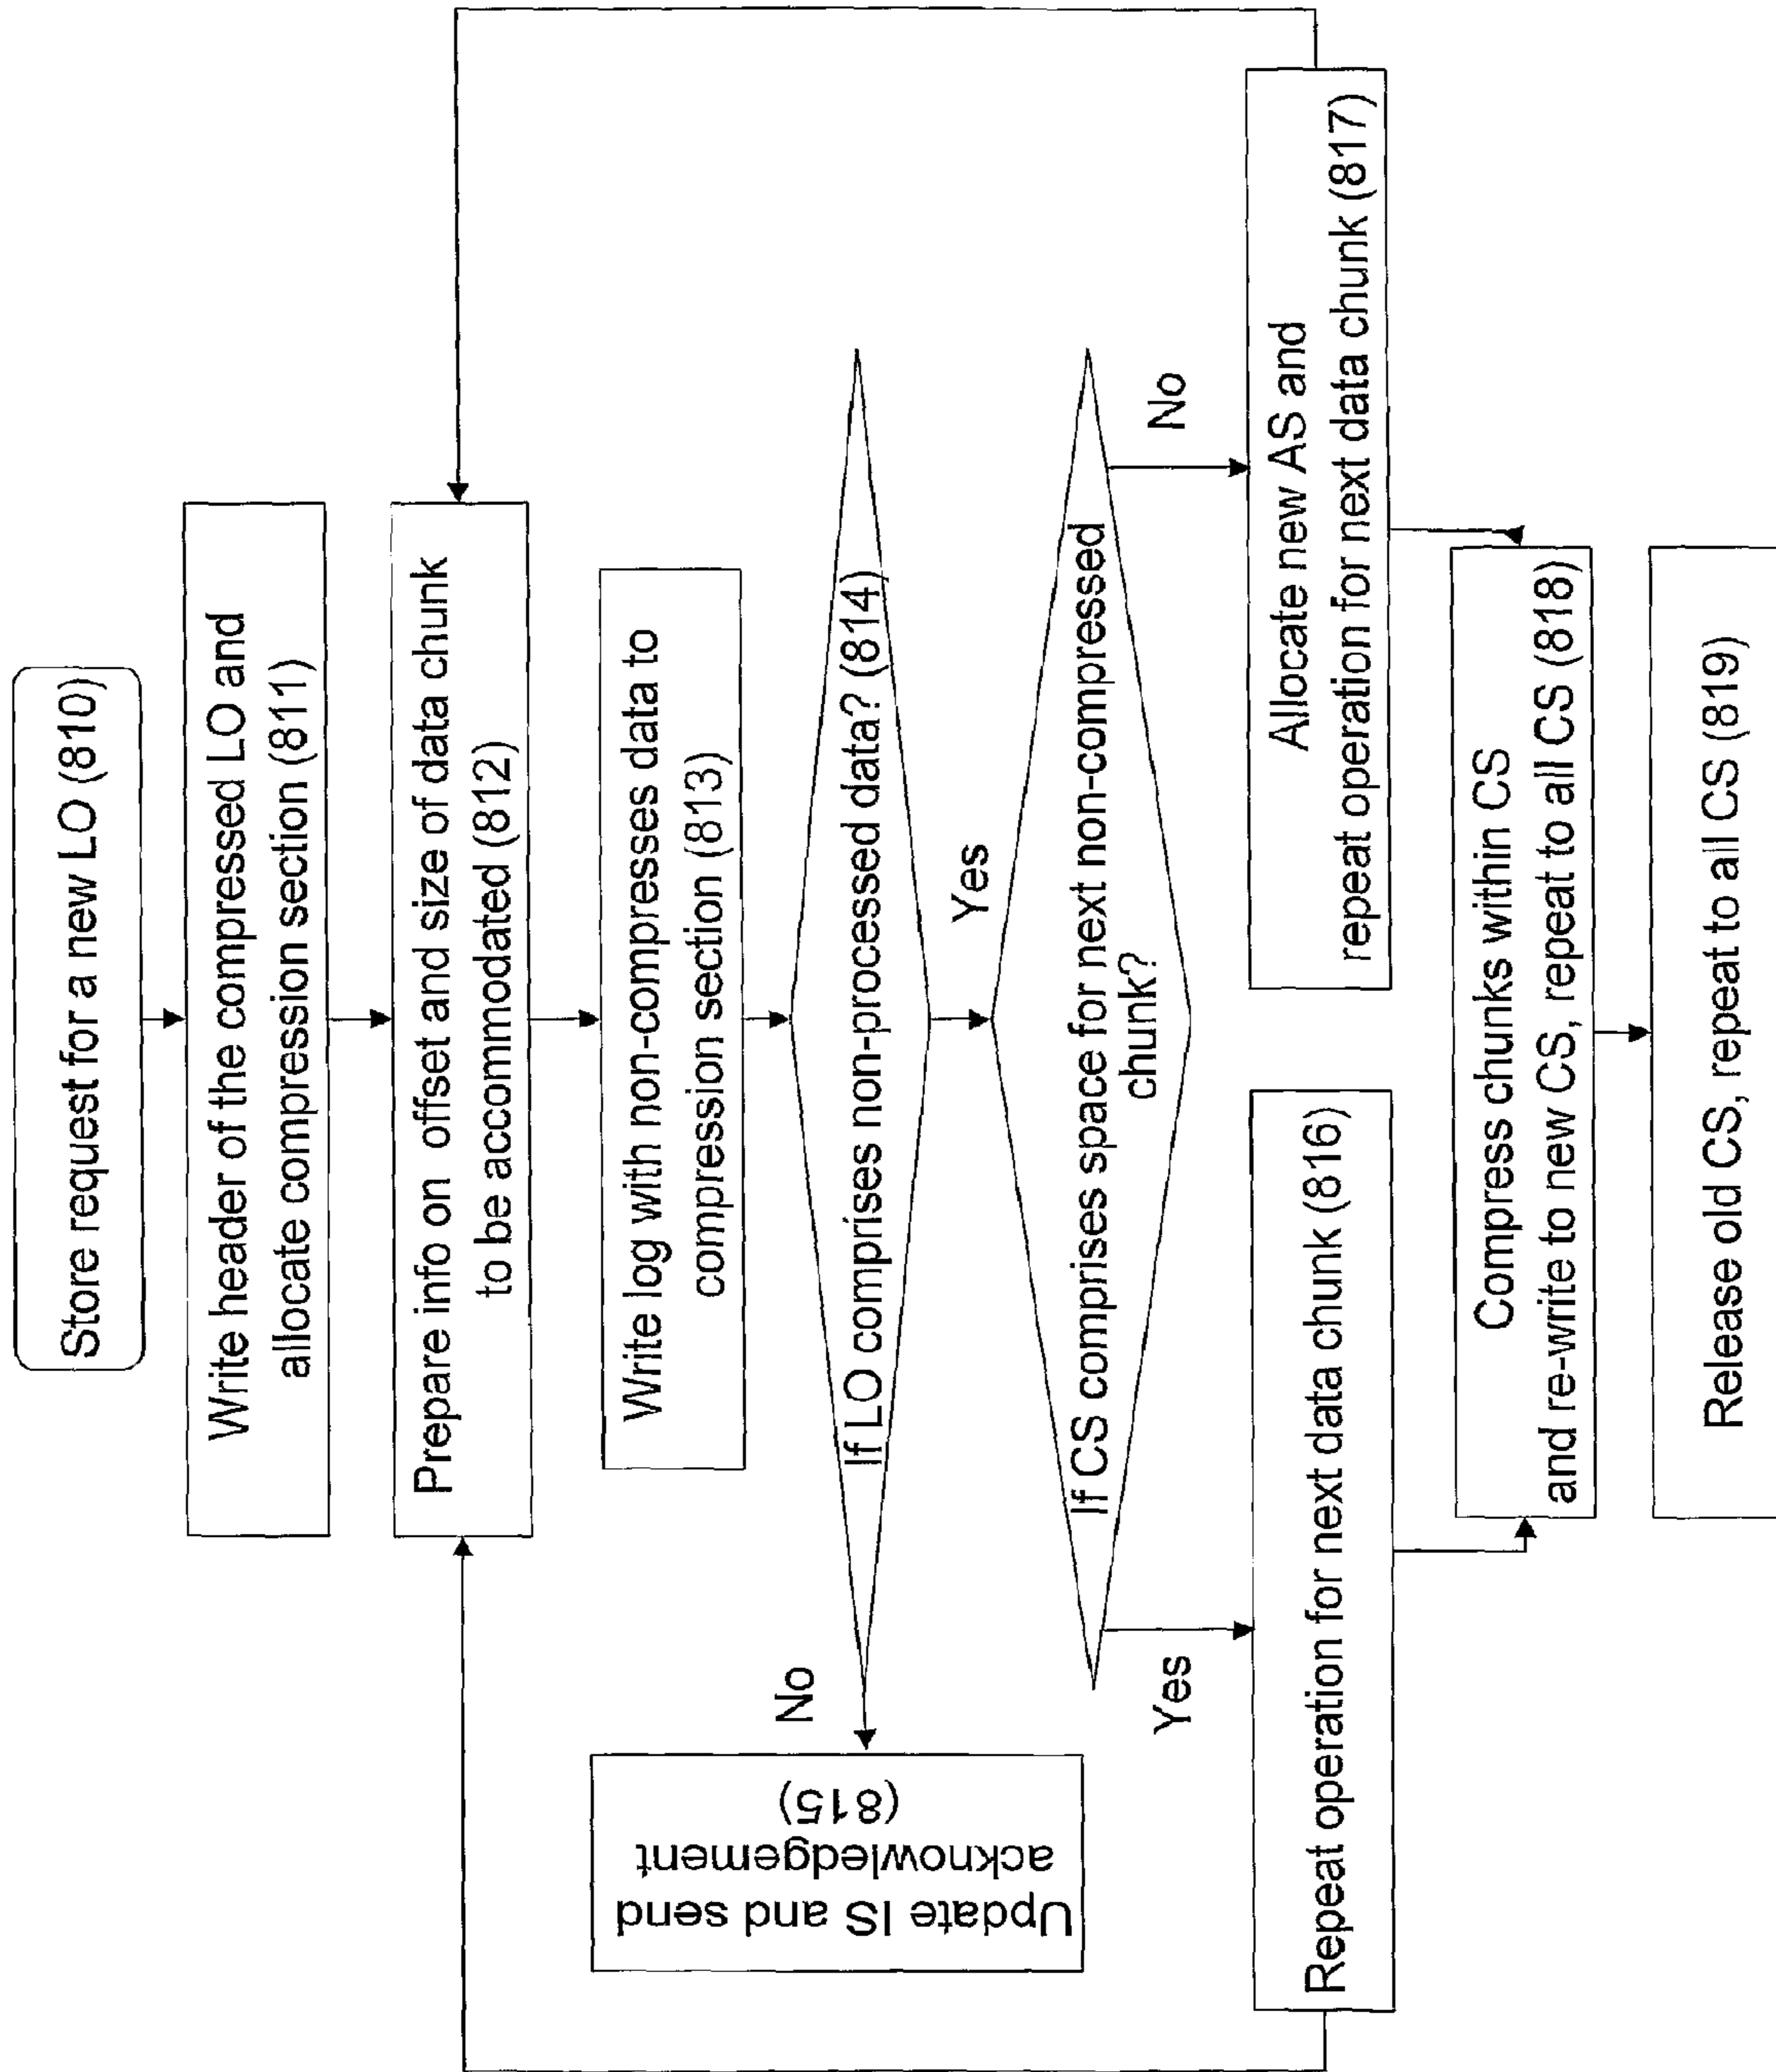 Store request for a new LO (810)
Write header of the compressed LO and
allocate compression section (811)
Prepare info on offset and size of data chunk
to be accommodated (812)
Write log with non-compresses data to
compression section (813)
If LO comprises non-processed data? (814)
No
Yes
Update IS and send
acknowledgement
(815)
If CS comprises space for next non-compressed
chunk?
Yes
No
Repeat operation for next data chunk (816)
Allocate new AS and
repeat operation for next data chunk (817)
Compress chunks within CS
and re-write to new CS, repeat to all CS (818)
Release old CS, repeat to all CS (819)